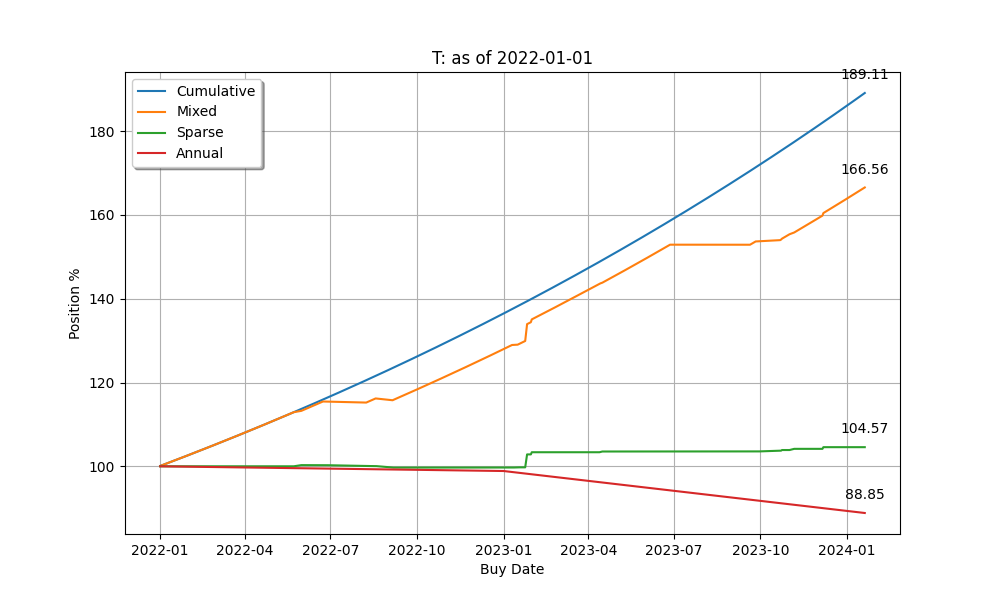 T: as of 2022-01-01
189.11
Cumulative
Mixed
Sparse
Annual
180
166.56
160
Position %
140
120
104.57
100
88.85
2022-01 2022-04 2022-07 2022-10 2023-01 2023-04 2023-07 2023-10 2024-01
Buy Date